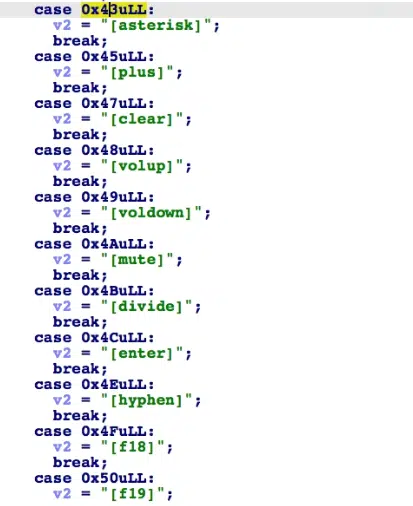 case 0x43uLL:
v2 = "[asterisk]";
break;
case 0x45uLL:
v2 = "[plus]";
break;
case 0x47uLL:
v2 = "[clear]";
break;
case 0x48uLL:
v2 = "[volup]";
break;
case 0x49uLL:
v2 = "[voldown]";
break;
case 0x4AuLL:
v2 = "[mute]";
break;
case 0x4BuLL:
v2 = "[divide]";
break;
case 0x4CuLL:
v2 = "[enter]";
break;
case 0x4EuLL:
v2 = "[hyphen]";
break;
case 0x4FuLL:
v2 = "[f18]";
break;
case 0x50uLL:
v2 = "[f19]";